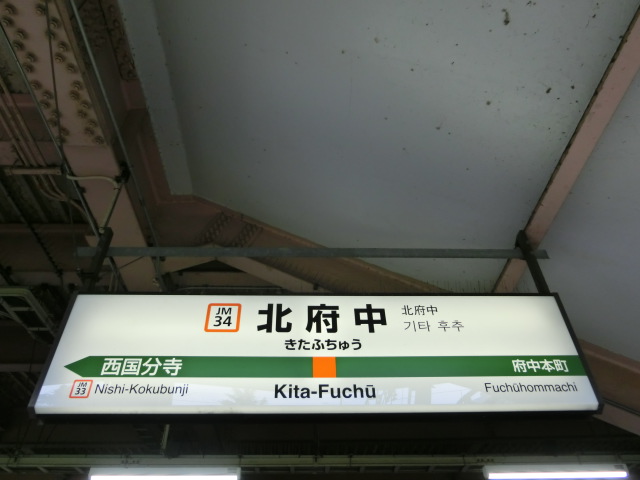 JM
34
北府中
北府中
기타 후추
きたふちゅう
西国分寺
府中本町
JM
33
Nishi-Kokubunji
Kita-Fuchū
Fuchūhommachi